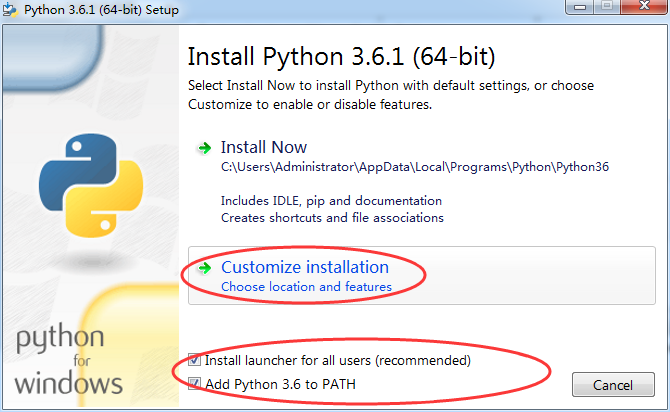 Python 3.6.1 (64-bit) Setup
Install Python 3.6.1 (64-bit)
Select Install Now to install Python with default settings, or choose
Customize to enable or disable features.
Install Now
C:\Users\Administrator\AppData\Local\Programs\Python\Python36
Includes IDLE, pip and documentation
Creates shortcuts and file associations
Customize installation
Choose location and features
python
for
windows
Install launcher for all users (recommended)
Add Python 3.6 to PATH
Cancel